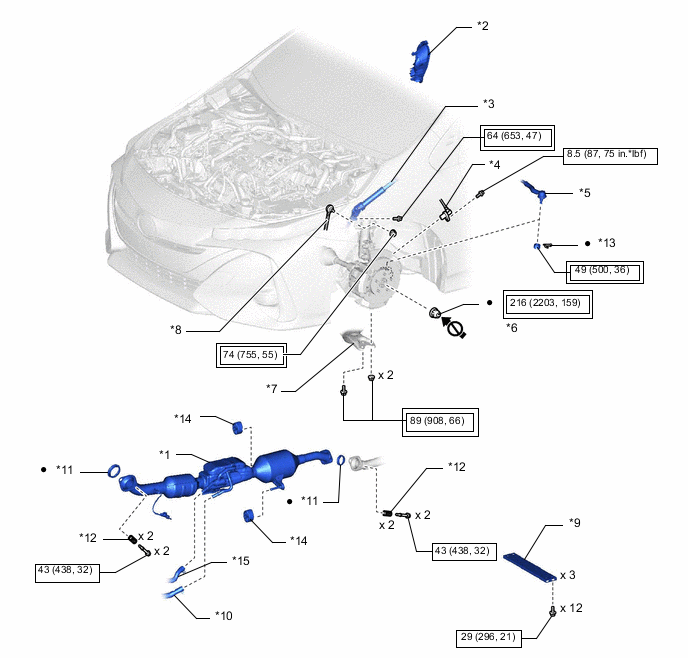 *2
*3
64 (653, 47)
*4
8.5 (87, 75 in.*lbf)
*5
*13
49 (500, 36)
216 (2203, 159)
*8
*6
74 (755, 55)
*7
x 2
*14
89 (908, 66)
*1
*11
*12
*11
*12
x 2
x 2
x 2
*9
x 2
*14
43 (438, 32)
43 (438, 32)
*15
x 3
*10
x 12
29 (296, 21)